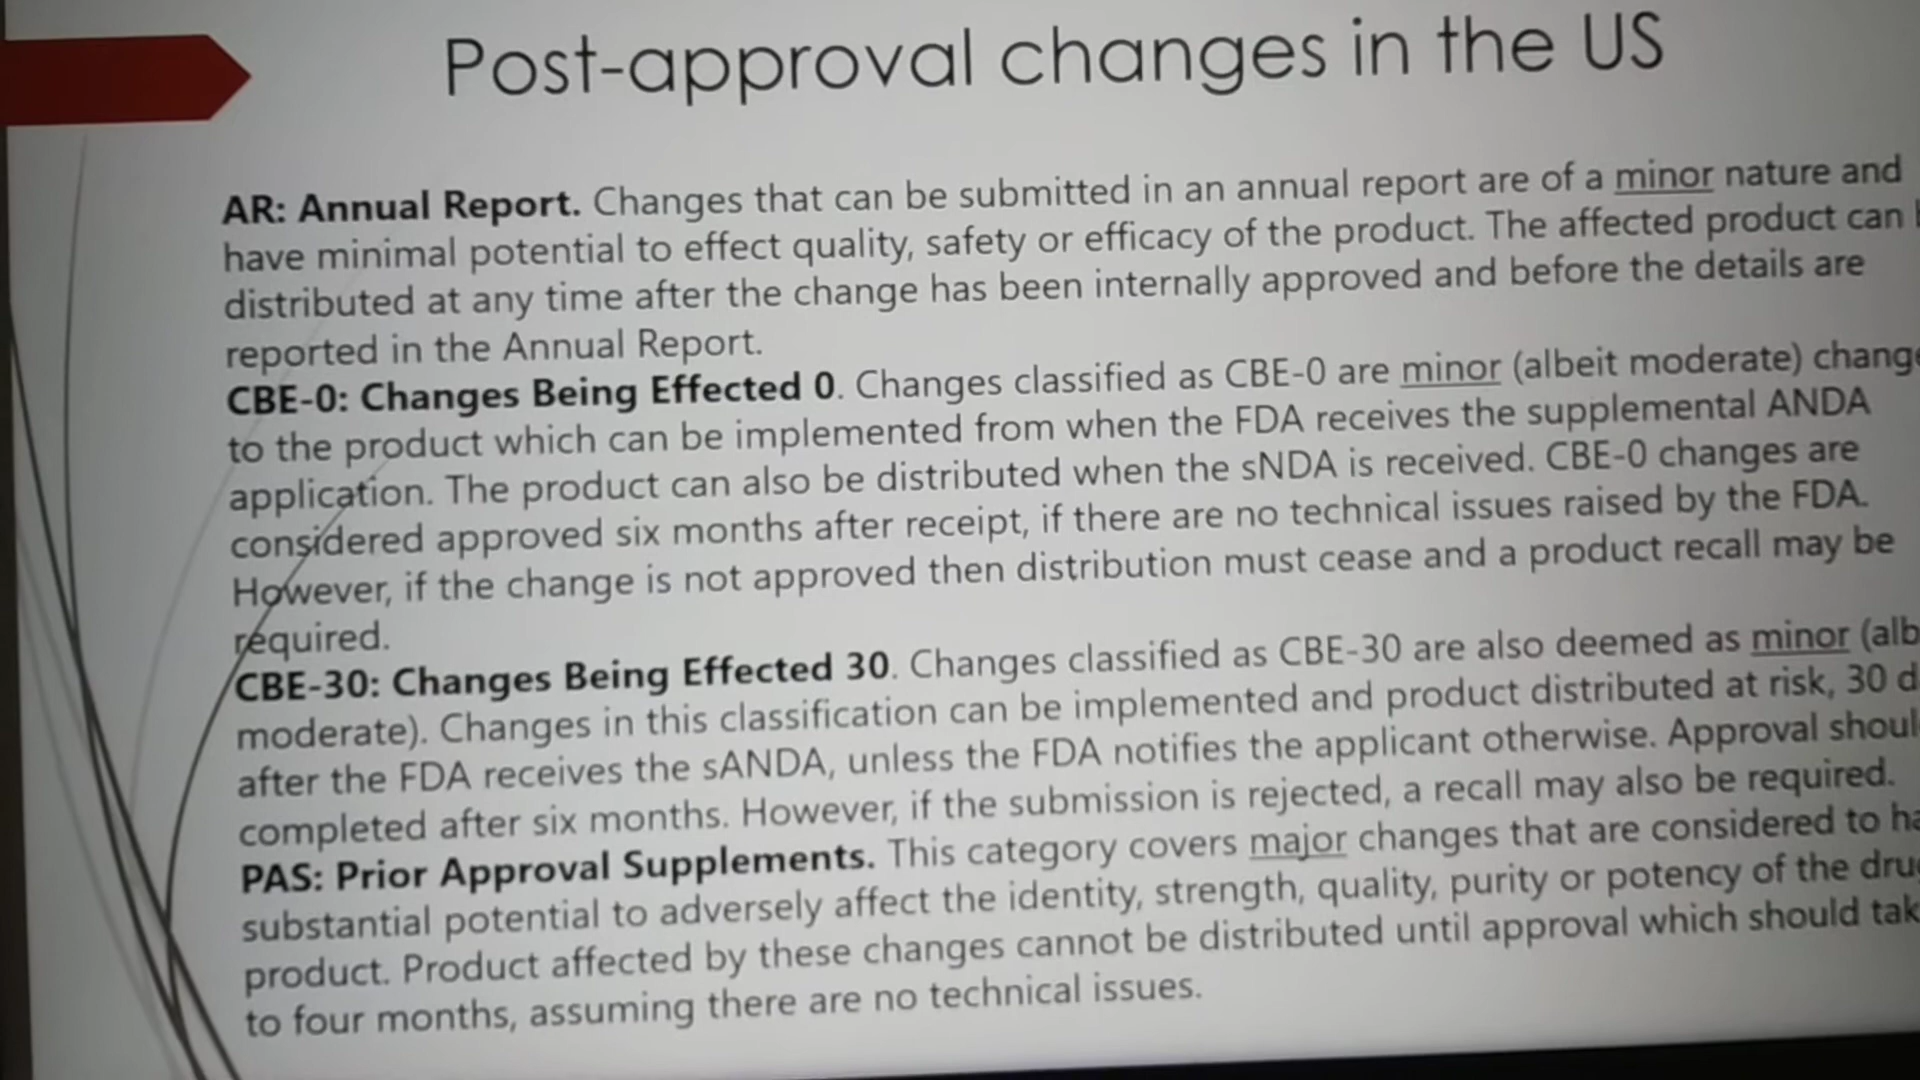 Post-approval changes in the US
AR: Annual Report. Changes that can be submitted in an annual report are of a minor nature and
have minimal potential to effect quality, safety or efficacy of the product. The affected product can
distributed at any time after the change has been internally approved and before the details are
reported in the Annual Report.
CBE-0: Changes Being Effected 0. Changes classified as CBE-0 are minor (albeit moderate)
to the product which can be implemented from when the FDA receives the supplemental ANDA
application. The product can also be distributed when the sNDA is received. CBE-0 changes are
considered approved six months after receipt, if there are no technical issues raised by the FDA.
However, if the change is not approved then distribution must cease and a product recall may be
required.
CBE-30: Changes Being Effected 30. Changes classified as CBE-30 are also deemed as minor
moderate). Changes in this classification can be implemented and product distributed at risk, 30
after the FDA receives the sANDA, unless the FDA notifies the applicant otherwise. Approval
completed after six months. However, if the submission is rejected, a recall may also be required.
PAS: Prior Approval Supplements. This category covers major changes that are considered to
substantial potential to adversely affect the identity, strength, quality, purity or potency of the
product. Product affected by these changes cannot be distributed until approval which should
to four months, assuming there are no technical issues.